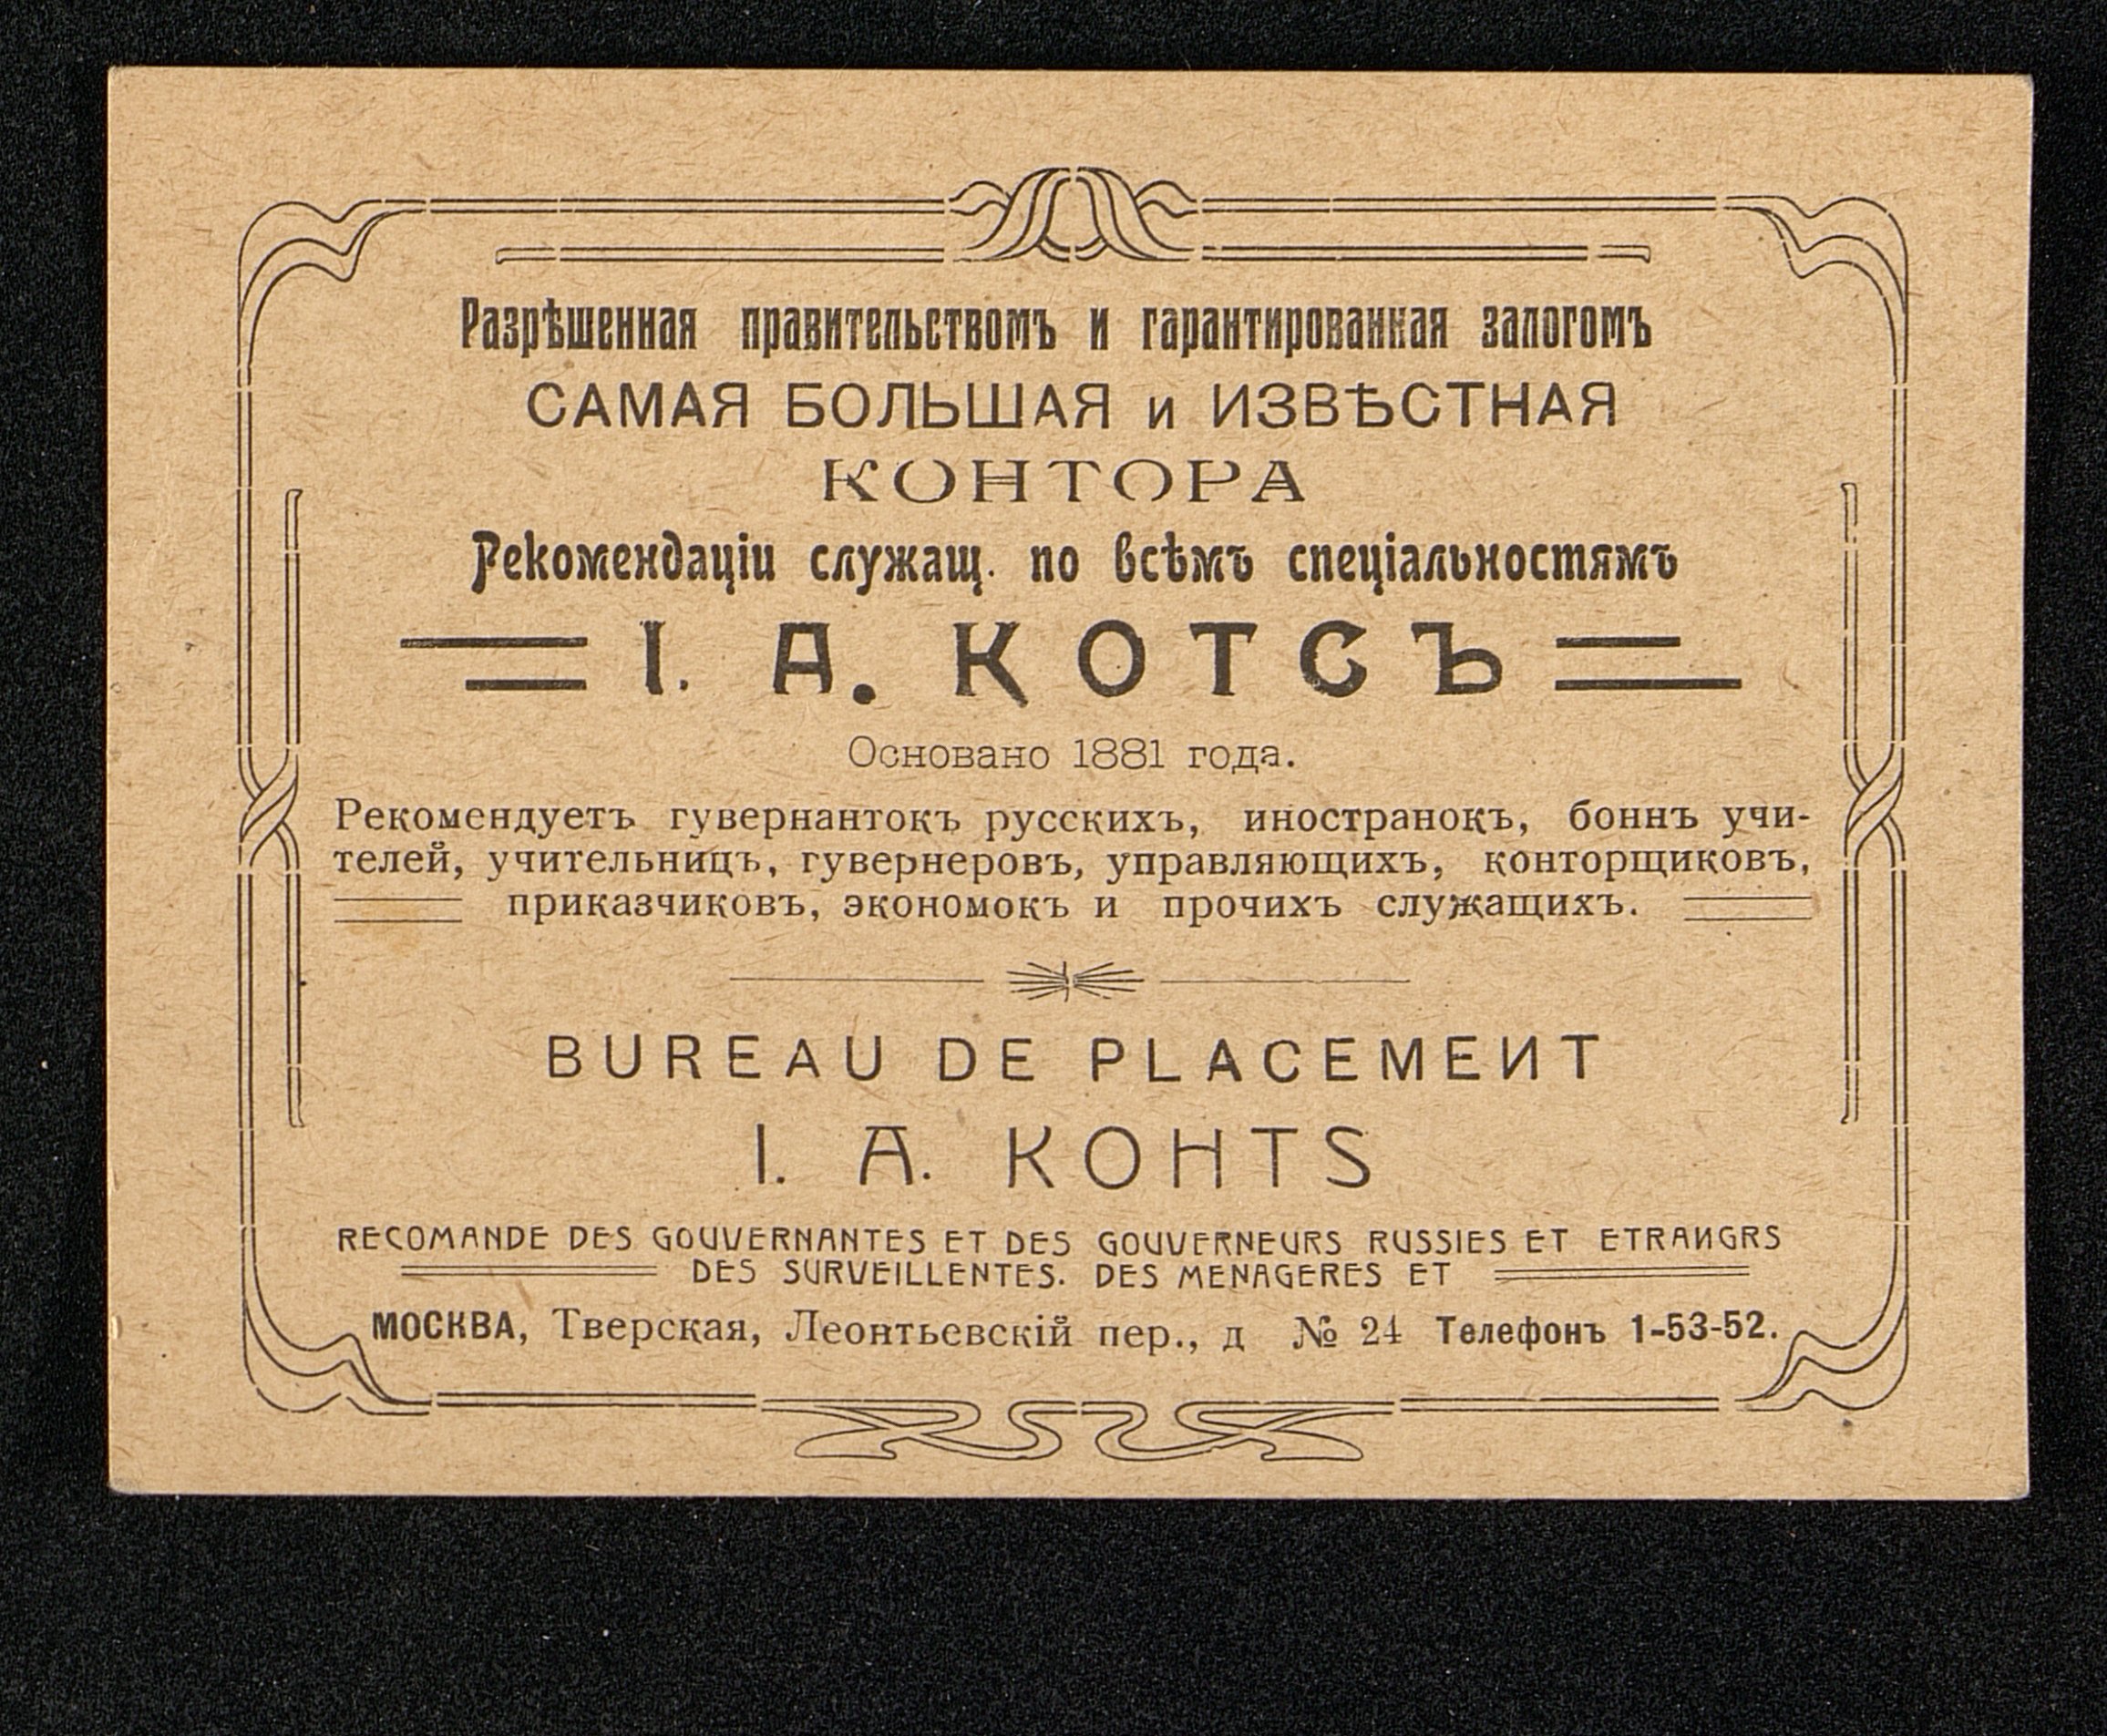 Разрѣшенная правительствомъ и гарантированная залогомъ
САМАЯ БОЛЬШАЯ и ИЗВѢСТНАЯ
КОНТОРА
Рекомендаціи служащ. по всѣмъ спеціальностямъ
І. А. КОТСЪ
Основано 1881 года.
Рекомендуетъ гувернантокъ русскихъ, иностранокъ, боннъ учи-
телей, учительницъ, гувернеровъ, управляющихъ, конторщиковъ,
приказчиковъ, экономокъ и прочихъ служащихъ.
BUREAU DE PLACEMEИT
I. A. KOHTS
RECOMANDE DES GOUVERNANTES ET DES GOUVERNEURS RUSSIES ET ETRAИGRS
DES SURVEILLENTES. DES MENAGERES ET
МОСКВА, Тверская, Леонтьевскій пер., д № 24 Телефонъ 1-53-52.